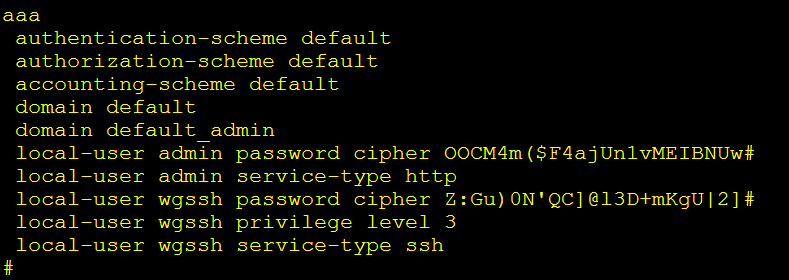 aaa
authentication-scheme default
authorization-scheme default
accounting-scheme default
domain default
domain default_admin
local-user admin password cipher OOCM4m($F4ajUn1vMEIBNUw#
local-user admin service-type http
local-user wgssh password cipher Z:Gu)0N'QC]@l3D+mKgU|2]#
local-user wgssh privilege level 3
local-user wgssh service-type ssh
#